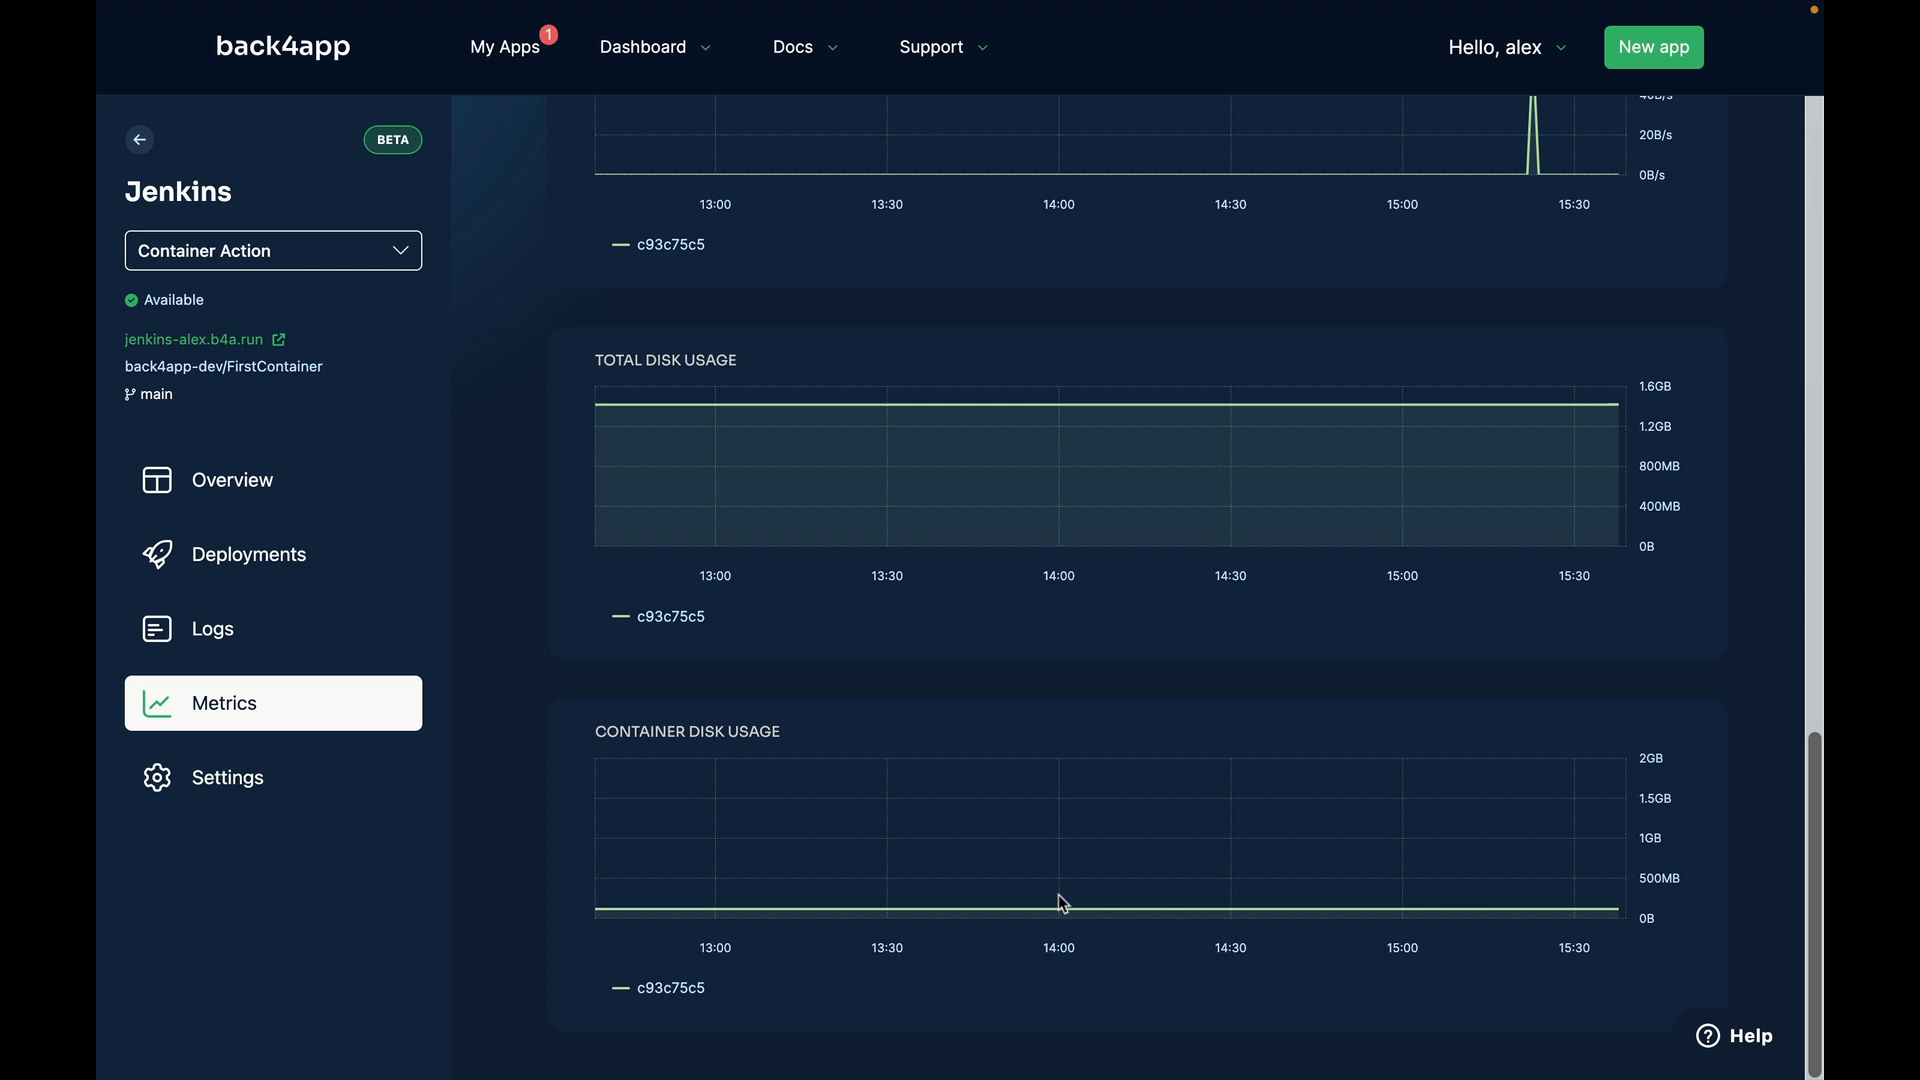 back4app
My Apps 1
Dashboard
Docs
Support
Hello, alex
New app
BETA
Jenkins
Container Action
Available
jenkins-alex.b4a.run
back4app-dev/FirstContainer
main
Overview
Deployments
Logs
Metrics
Settings
40B/s
20B/s
0B/s
13:00 13:30 14:00 14:30 15:00 15:30
c93c75c5
TOTAL DISK USAGE
1.6GB
1.2GB
800MB
400MB
0B
13:00 13:30 14:00 14:30 15:00 15:30
c93c75c5
CONTAINER DISK USAGE
2GB
1.5GB
1GB
500MB
0B
13:00 13:30 14:00 14:30 15:00 15:30
c93c75c5
? Help